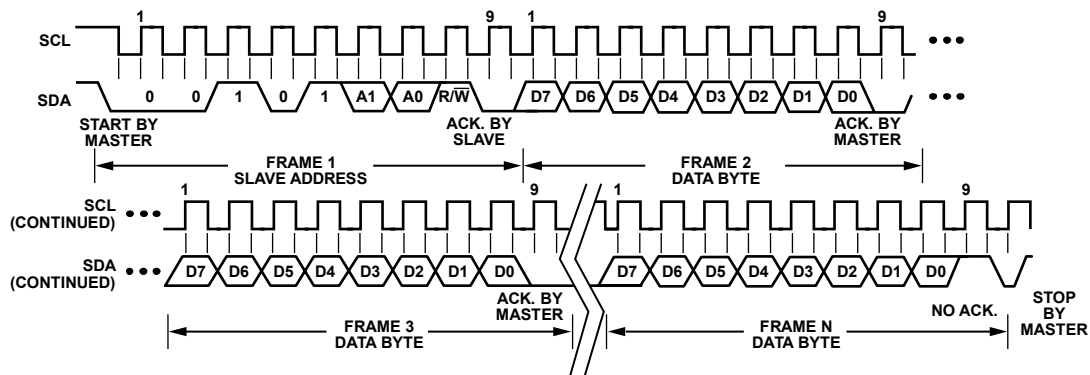 1 9 1 9
SCL
SDA 0 0 1 0 1 A1 A0 R/W̅ D7 D6 D5 D4 D3 D2 D1 D0
START BY MASTER
ACK. BY SLAVE
ACK. BY MASTER
FRAME 1
SLAVE ADDRESS
FRAME 2
DATA BYTE
1 9 1 9
SCL
(CONTINUED)
SDA
(CONTINUED)
D7 D6 D5 D4 D3 D2 D1 D0 D7 D6 D5 D4 D3 D2 D1 D0
ACK. BY
MASTER
NO ACK.
STOP
BY
MASTER
FRAME 3
DATA BYTE
FRAME N
DATA BYTE